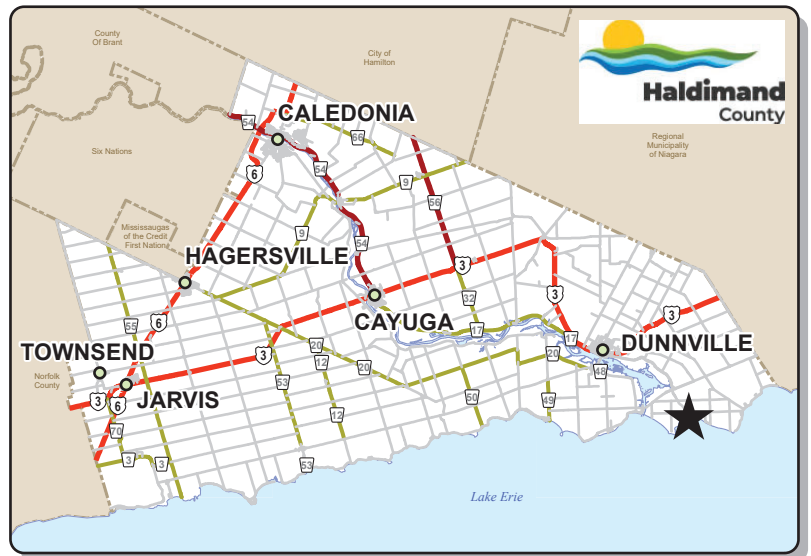 County
Of Brant
City of
Hamilton
Haldimand
County
CALEDONIA
54
66
Regional
Municipality
of Niagara
Six Nations
6
54
9
56
Mississaugas
of the Credit
First Nation
9
54
HAGERSVILLE
3
32
3
3
55
6
CAYUGA
17
17
DUNNVILLE
TOWNSEND
3
20
12
20
20
48
Norfolk
County
53
3
6
JARVIS
12
50
49
70
3
3
53
Lake Erie